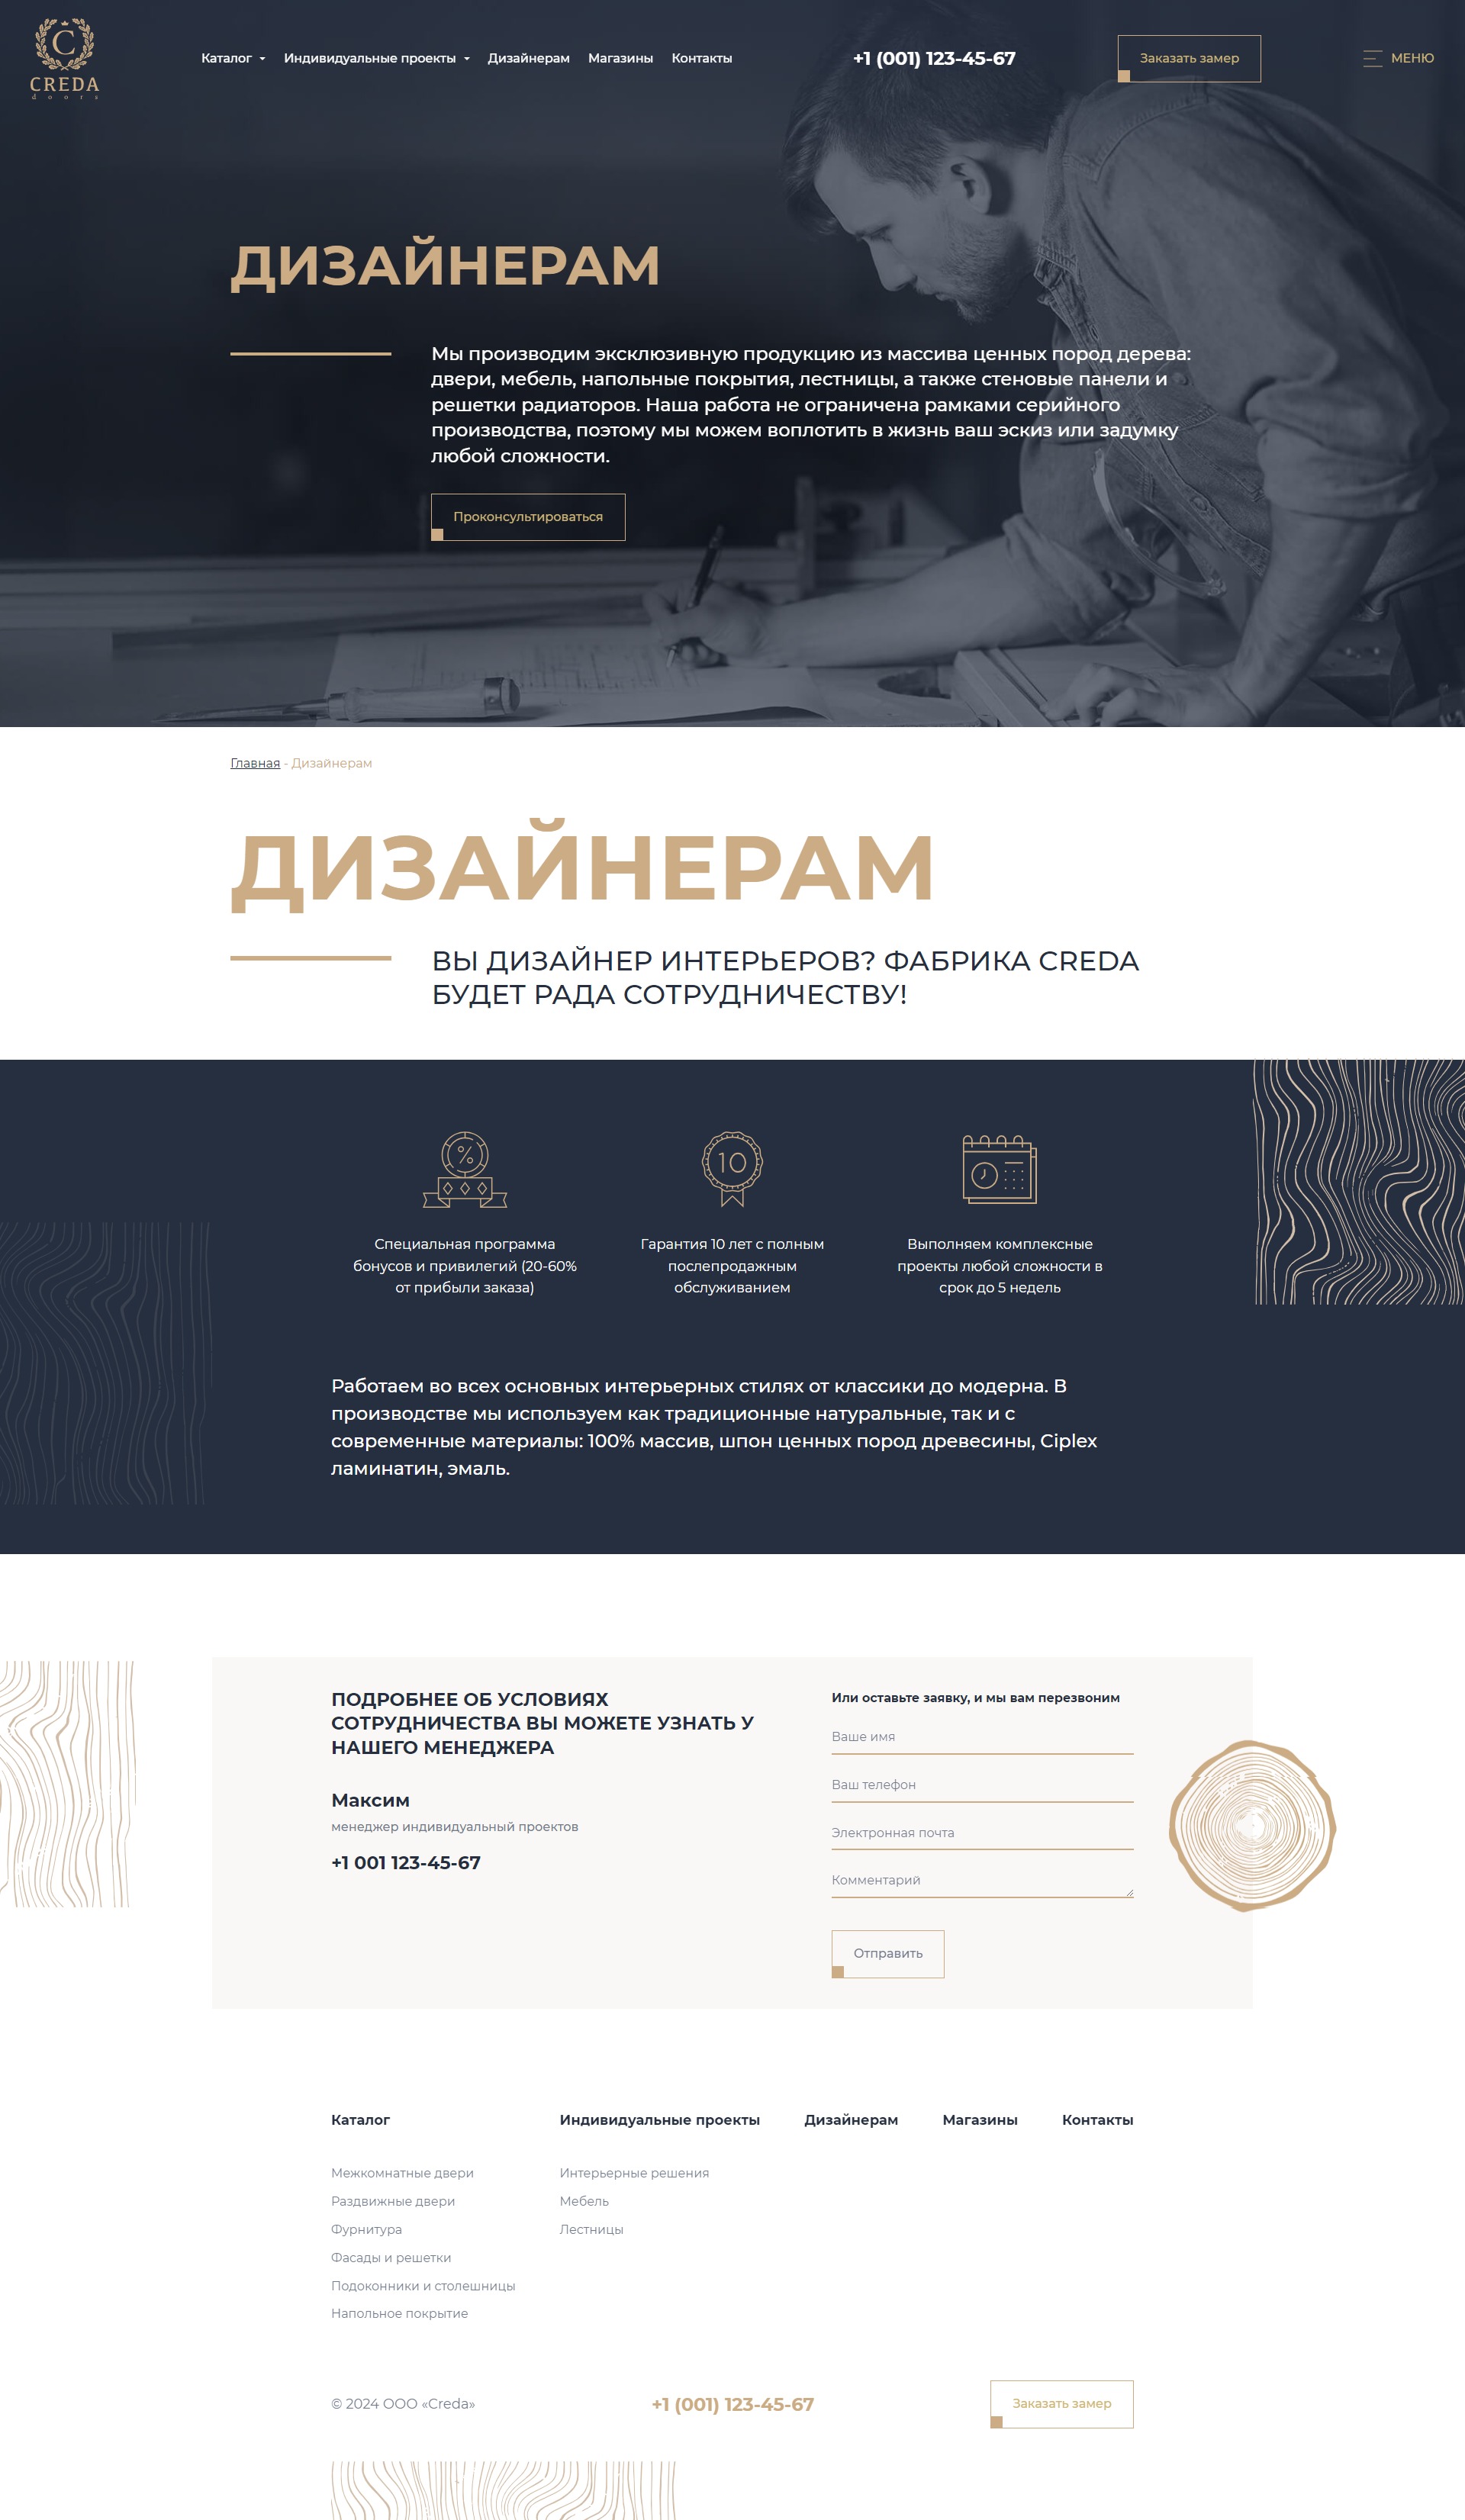 C
CREDA
doors
Каталог
Индивидуальные проекты
Дизайнерам
Магазины
Контакты
+1 (001) 123-45-67
Заказать замер
МЕНЮ
ДИЗАЙНЕРАМ
Мы производим эксклюзивную продукцию из массива ценных пород дерева:
двери, мебель, напольные покрытия, лестницы, а также стеновые панели и
решетки радиаторов. Наша работа не ограничена рамками серийного
производства, поэтому мы можем воплотить в жизнь ваш эскиз или задумку
любой сложности.
Проконсультироваться
Главная - Дизайнерам
ДИЗАЙНЕРАМ
ВЫ ДИЗАЙНЕР ИНТЕРЬЕРОВ? ФАБРИКА CREDA
БУДЕТ РАДА СОТРУДНИЧЕСТВУ!
%
Специальная программа
бонусов и привилегий (20-60%
от прибыли заказа)
10
Гарантия 10 лет с полным
послепродажным
обслуживанием
Выполняем комплексные
проекты любой сложности в
срок до 5 недель
Работаем во всех основных интерьерных стилях от классики до модерна. В
производстве мы используем как традиционные натуральные, так и с
современные материалы: 100% массив, шпон ценных пород древесины, Ciplex
ламинатин, эмаль.
ПОДРОБНЕЕ ОБ УСЛОВИЯХ
СОТРУДНИЧЕСТВА ВЫ МОЖЕТЕ УЗНАТЬ У
НАШЕГО МЕНЕДЖЕРА
Максим
менеджер индивидуальный проектов
+1 001 123-45-67
Или оставьте заявку, и мы вам перезвоним
Ваше имя
Ваш телефон
Электронная почта
Комментарий
Отправить
Каталог
Межкомнатные двери
Раздвижные двери
Фурнитура
Фасады и решетки
Подоконники и столешницы
Напольное покрытие
Индивидуальные проекты
Интерьерные решения
Мебель
Лестницы
Дизайнерам
Магазины
Контакты
© 2024 ООО «Creda»
+1 (001) 123-45-67
Заказать замер